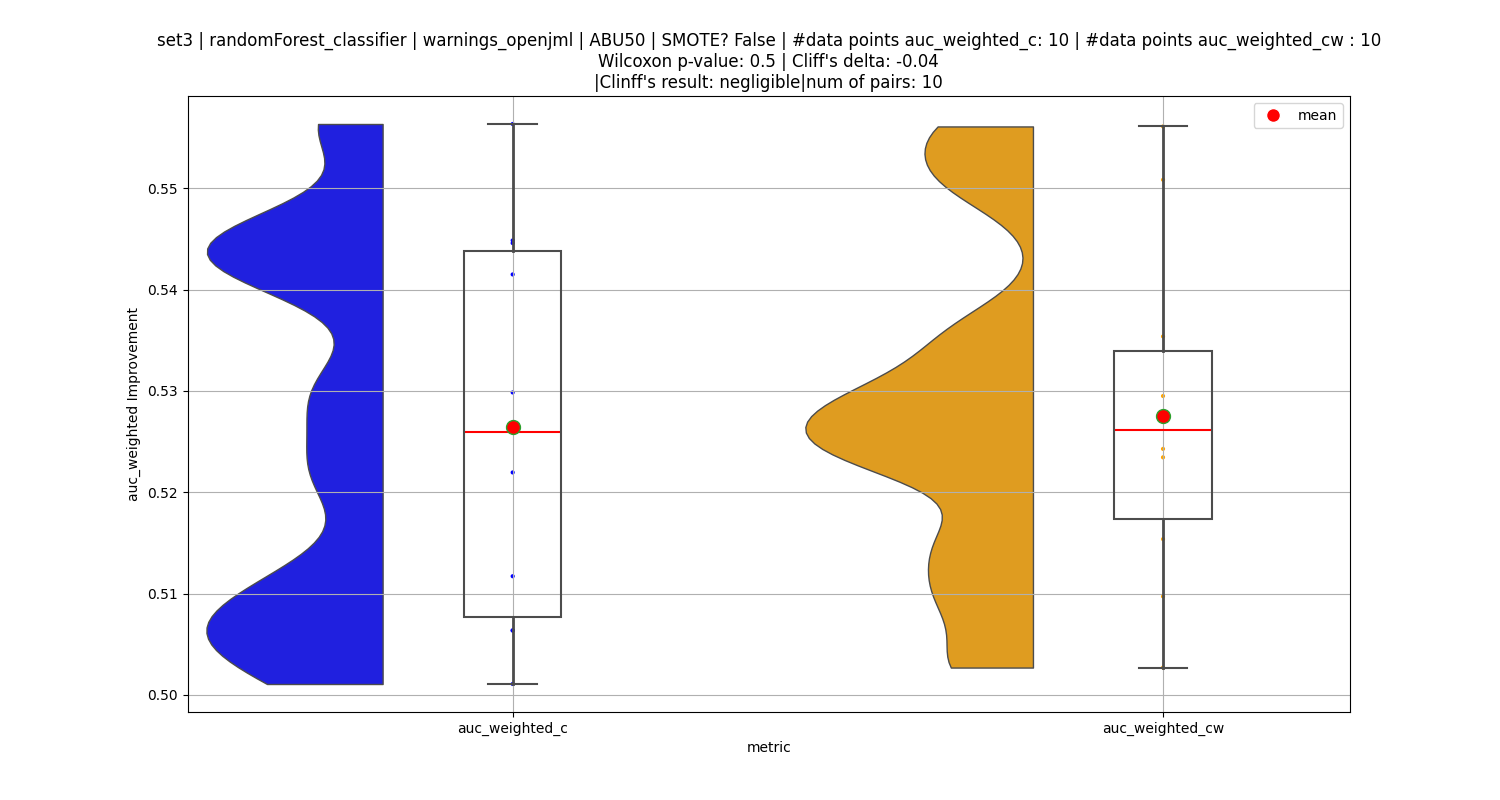 set3 | randomForest_classifier | warnings_openjml | ABU50 | SMOTE? False | #data points auc_weighted_c: 10 | #data points auc_weighted_cw : 10
Wilcoxon p-value: 0.5 | Cliff's delta: -0.04
|Clinff's result: negligible|num of pairs: 10
mean
0.55
0.54
0.53
0.52
0.51
0.50
auc_weighted Improvement
auc_weighted_c
auc_weighted_cw
metric